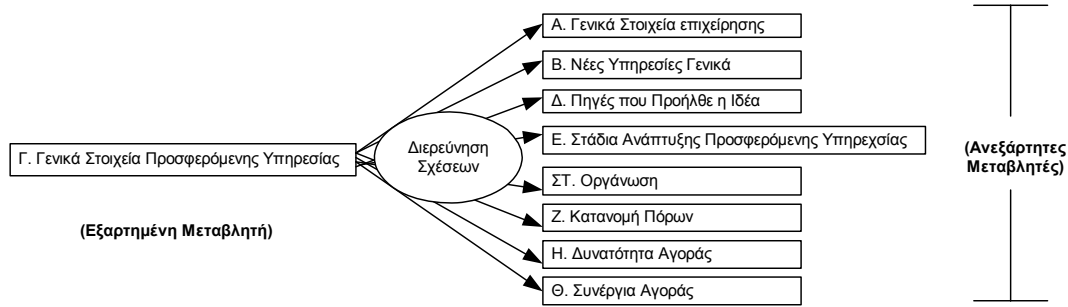 Α. Γενικά Στοιχεία επιχείρησης
Β. Νέες Υπηρεσίες Γενικά
Δ. Πηγές που Προήλθε η Ιδέα
Ε. Στάδια Ανάπτυξης Προσφερόμενης Υπηρεχσίας
ΣΤ. Οργάνωση
Ζ. Κατανομή Πόρων
Η. Δυνατότητα Αγοράς
Θ. Συνέργια Αγοράς
Διερεύνηση
Σχέσεων
Γ. Γενικά Στοιχεία Προσφερόμενης Υπηρεσίας
(Εξαρτημένη Μεταβλητή)
(Ανεξάρτητες
Μεταβλητές)